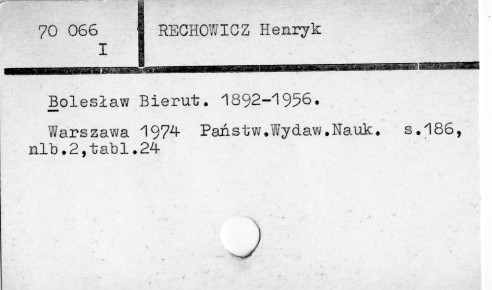 70 066 RECHOWICZ Henryk
I
Bolesław Bierut. 1892-1956.
Warszawa 1974 Państw.Wydaw.Nauk. s.186,
nlb.2,tabl.24